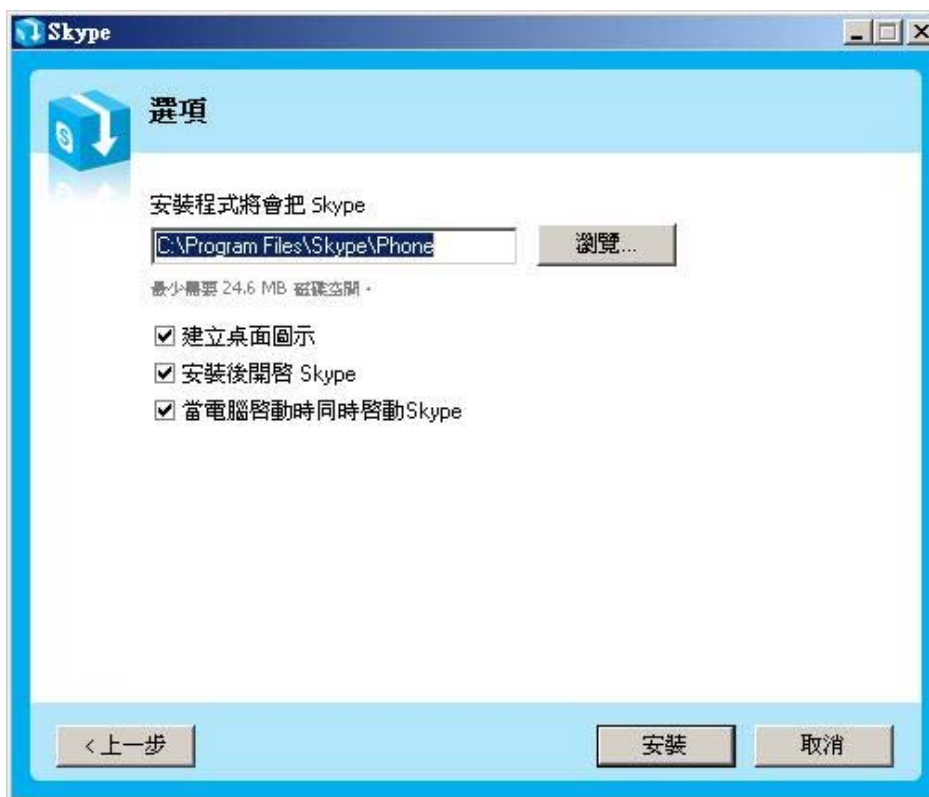 Skype
選項
安裝程式將會把 Skype
C:\Program Files\Skype\Phone
瀏覽...
最少需要 24.6 MB 磁碟空間。
建立桌面圖示
安裝後開啓 Skype
當電腦啓動時同時啓動Skype
<上一步
安裝
取消